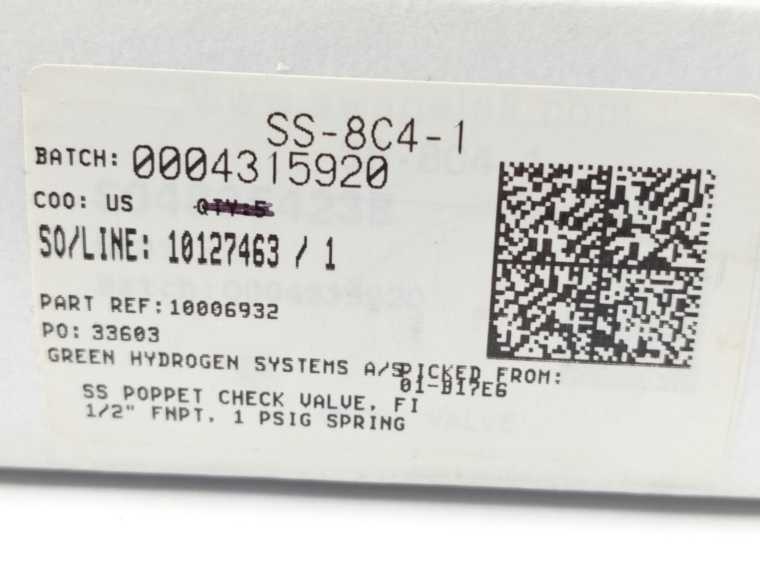 SS-8C4-1
BATCH: 0004315920
COO: US QTY:5
SO/LINE: 10127463 / 1
PART REF:10006932
PO: 33603
GREEN HYDROGEN SYSTEMS A/S PICKED FROM:
01-B17E6
SS POPPET CHECK VALVE, FI
1/2" FNPT, 1 PSIG SPRING